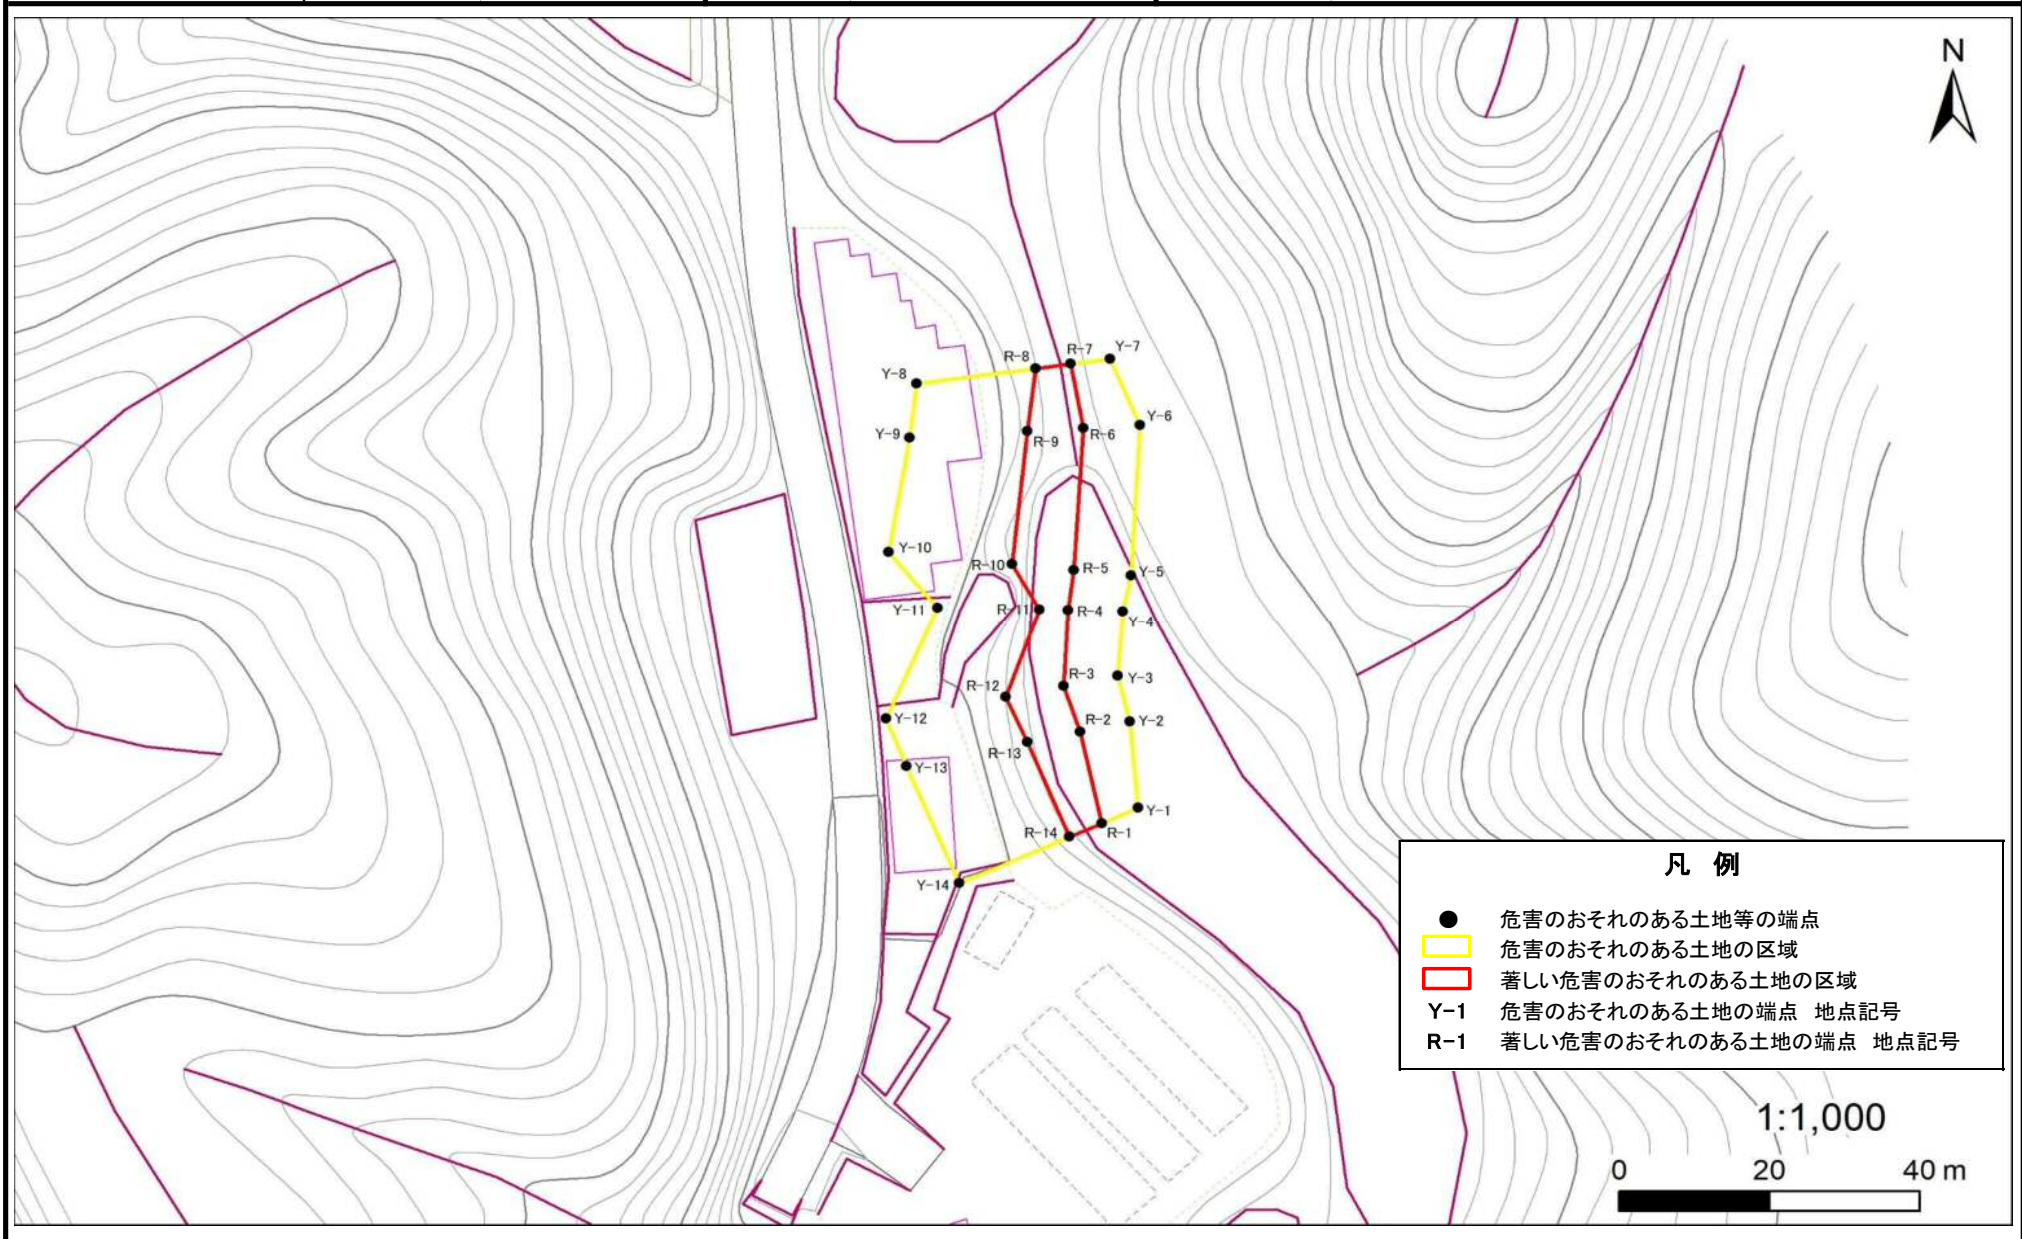 N
R-7
Y-7
R-8
Y-8
Y-6
Y-9
R-9
R-6
Y-10
R-10
R-5
Y-5
Y-11
R-11
R-4
Y-4
R-3
Y-3
R-12
Y-12
R-2
Y-2
R-13
Y-13
Y-1
R-14
R-1
Y-14
凡 例
危害のおそれのある土地等の端点
危害のおそれのある土地の区域
著しい危害のおそれのある土地の区域
Y-1 危害のおそれのある土地の端点 地点記号
R-1 著しい危害のおそれのある土地の端点 地点記号
1:1,000
0 20 40 m